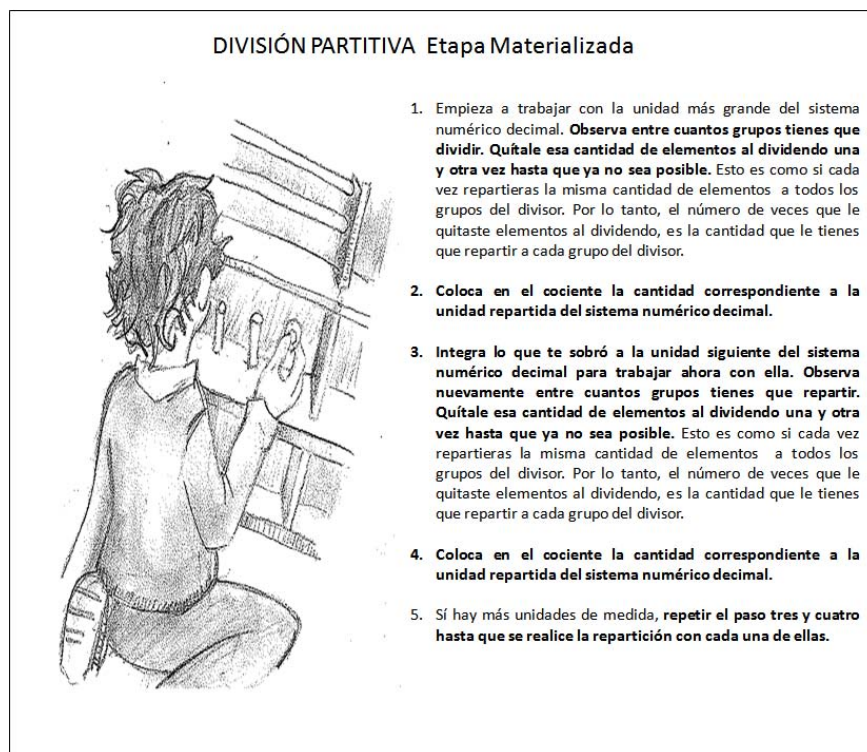 DIVISIÓN PARTITIVA Etapa Materializada
1. Empieza a trabajar con la unidad más grande del sistema
numérico decimal. Observa entre cuantos grupos tienes que
dividir. Quítale esa cantidad de elementos al dividendo una
y otra vez hasta que ya no sea posible. Esto es como si cada
vez repartieras la misma cantidad de elementos a todos los
grupos del divisor. Por lo tanto, el número de veces que le
quitaste elementos al dividendo, es la cantidad que le tienes
que repartir a cada grupo del divisor.
2. Coloca en el cociente la cantidad correspondiente a la
unidad repartida del sistema numérico decimal.
3. Integra lo que te sobró a la unidad siguiente del sistema
numérico decimal para trabajar ahora con ella. Observa
nuevamente entre cuantos grupos tienes que repartir.
Quítale esa cantidad de elementos al dividendo una y otra
vez hasta que ya no sea posible. Esto es como si cada vez
repartieras la misma cantidad de elementos a todos los
grupos del divisor. Por lo tanto, el número de veces que le
quitaste elementos al dividendo, es la cantidad que le tienes
que repartir a cada grupo del divisor.
4. Coloca en el cociente la cantidad correspondiente a la
unidad repartida del sistema numérico decimal.
5. Sí hay más unidades de medida, repetir el paso tres y cuatro
hasta que se realice la repartición con cada una de ellas.